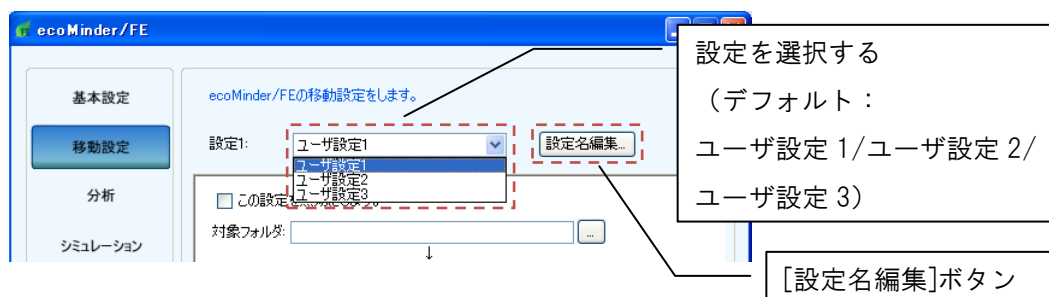 ecoMinder/FE
基本設定
移動設定
分析
シミュレーション
ecoMinder/FEの移動設定をします。
設定1:
ユーザ設定1
設定名編集...
ユーザ設定1
ユーザ設定2
ユーザ設定3
この設定
対象フォルダ:
...
↓
設定を選択する
（デフォルト：
ユーザ設定 1/ユーザ設定 2/
ユーザ設定 3）
[設定名編集]ボタン